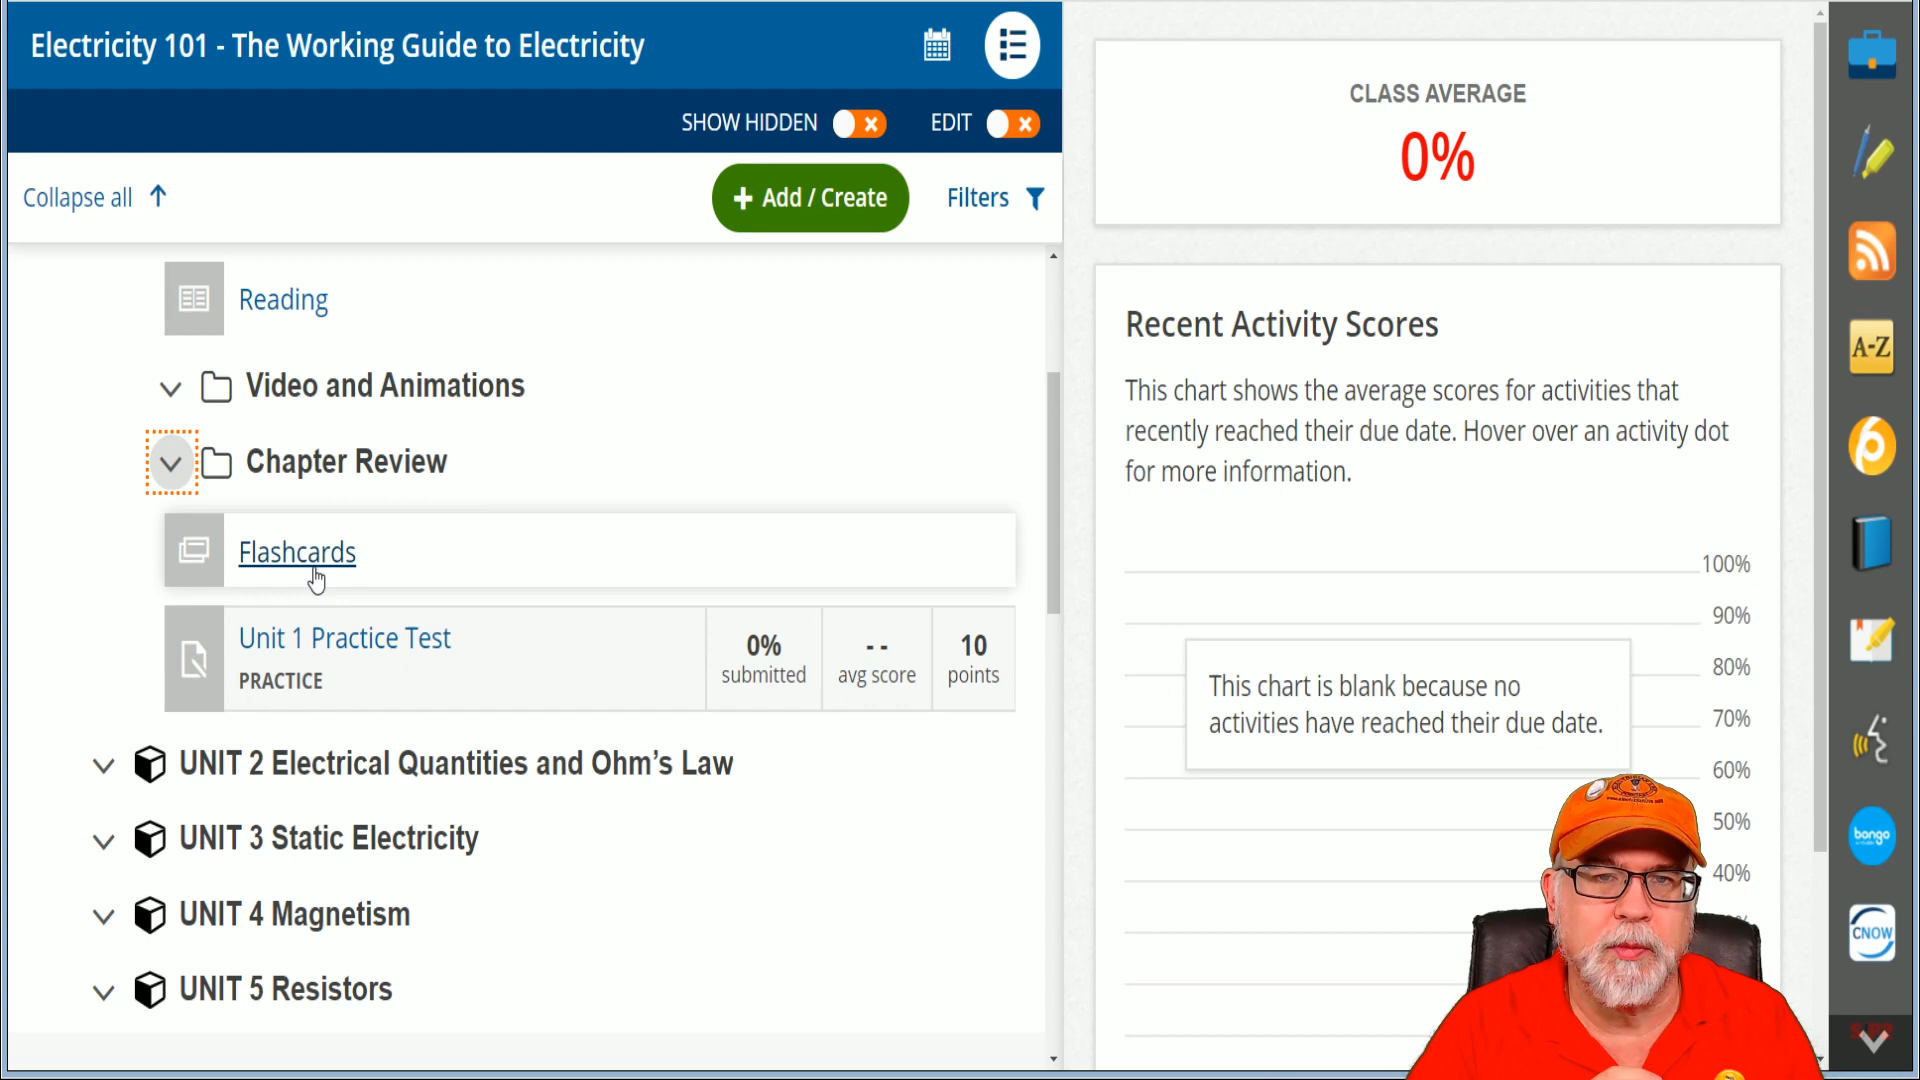 Electricity 101 - The Working Guide to Electricity
SHOW HIDDEN
EDIT
Collapse all
+ Add / Create
Filters
Reading
Video and Animations
Chapter Review
Flashcards
Unit 1 Practice Test
PRACTICE
0%
submitted
- -
avg score
10
points
UNIT 2 Electrical Quantities and Ohm’s Law
UNIT 3 Static Electricity
UNIT 4 Magnetism
UNIT 5 Resistors
CLASS AVERAGE
0%
Recent Activity Scores
This chart shows the average scores for activities that
recently reached their due date. Hover over an activity dot
for more information.
100%
90%
80%
70%
60%
50%
40%
This chart is blank because no
activities have reached their due date.
A-Z
bongo
CNOW